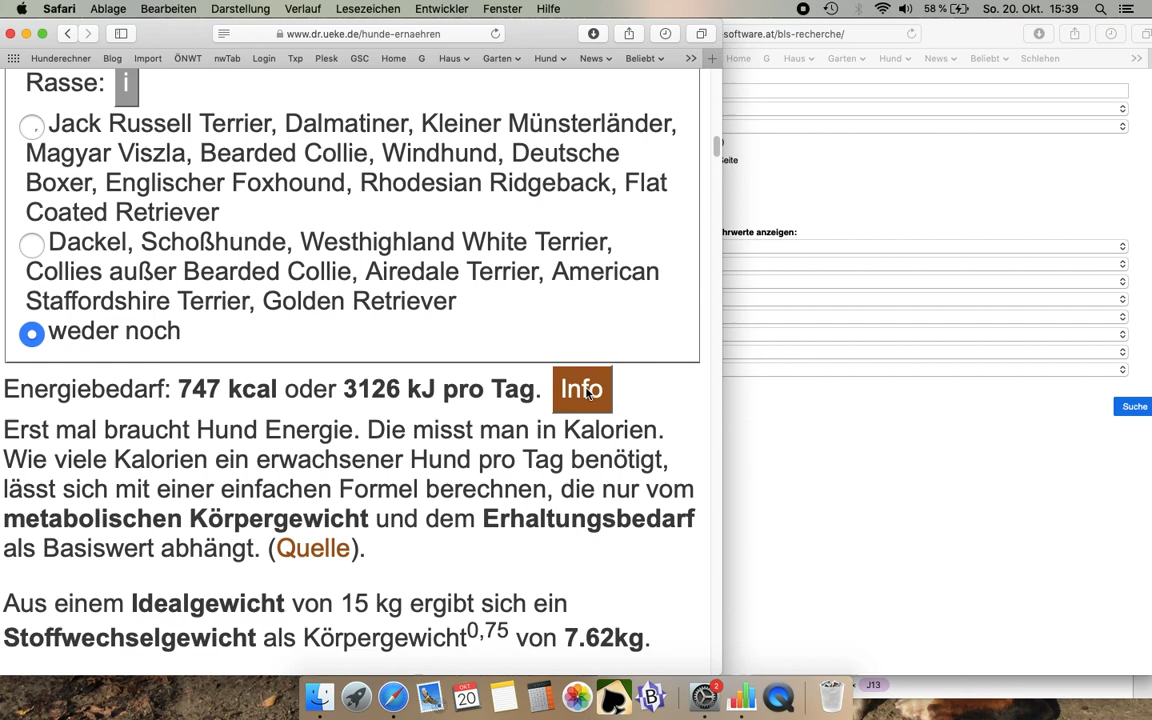 Safari Ablage Bearbeiten Darstellung Verlauf Lesezeichen Entwickler Fenster Hilfe 58 % So. 20. Okt. 15:39
www.dr.ueke.de/hunde-ernaehren
software.at/bls-recherche/
Hunderechner Blog Import ÖNWT nwTab Login Txp Plesk GSC Home G Haus Garten Hund News Beliebt >> +
Home G Haus Garten Hund News Beliebt Schlehen >>
Rasse: i
Jack Russell Terrier, Dalmatiner, Kleiner Münsterländer,
Magyar Viszla, Bearded Collie, Windhund, Deutsche
Boxer, Englischer Foxhound, Rhodesian Ridgeback, Flat
Coated Retriever
Dackel, Schoßhunde, Westhighland White Terrier,
Collies außer Bearded Collie, Airedale Terrier, American
Staffordshire Terrier, Golden Retriever
weder noch
Energiebedarf: 747 kcal oder 3126 kJ pro Tag. Info
Erst mal braucht Hund Energie. Die misst man in Kalorien.
Wie viele Kalorien ein erwachsener Hund pro Tag benötigt,
lässt sich mit einer einfachen Formel berechnen, die nur vom
metabolischen Körpergewicht und dem Erhaltungsbedarf
als Basiswert abhängt. (Quelle).
Aus einem Idealgewicht von 15 kg ergibt sich ein
Stoffwechselgewicht als Körpergewicht0,75 von 7.62kg.
eite
hrwerte anzeigen:
Suche
J13
OKT
20
2
B